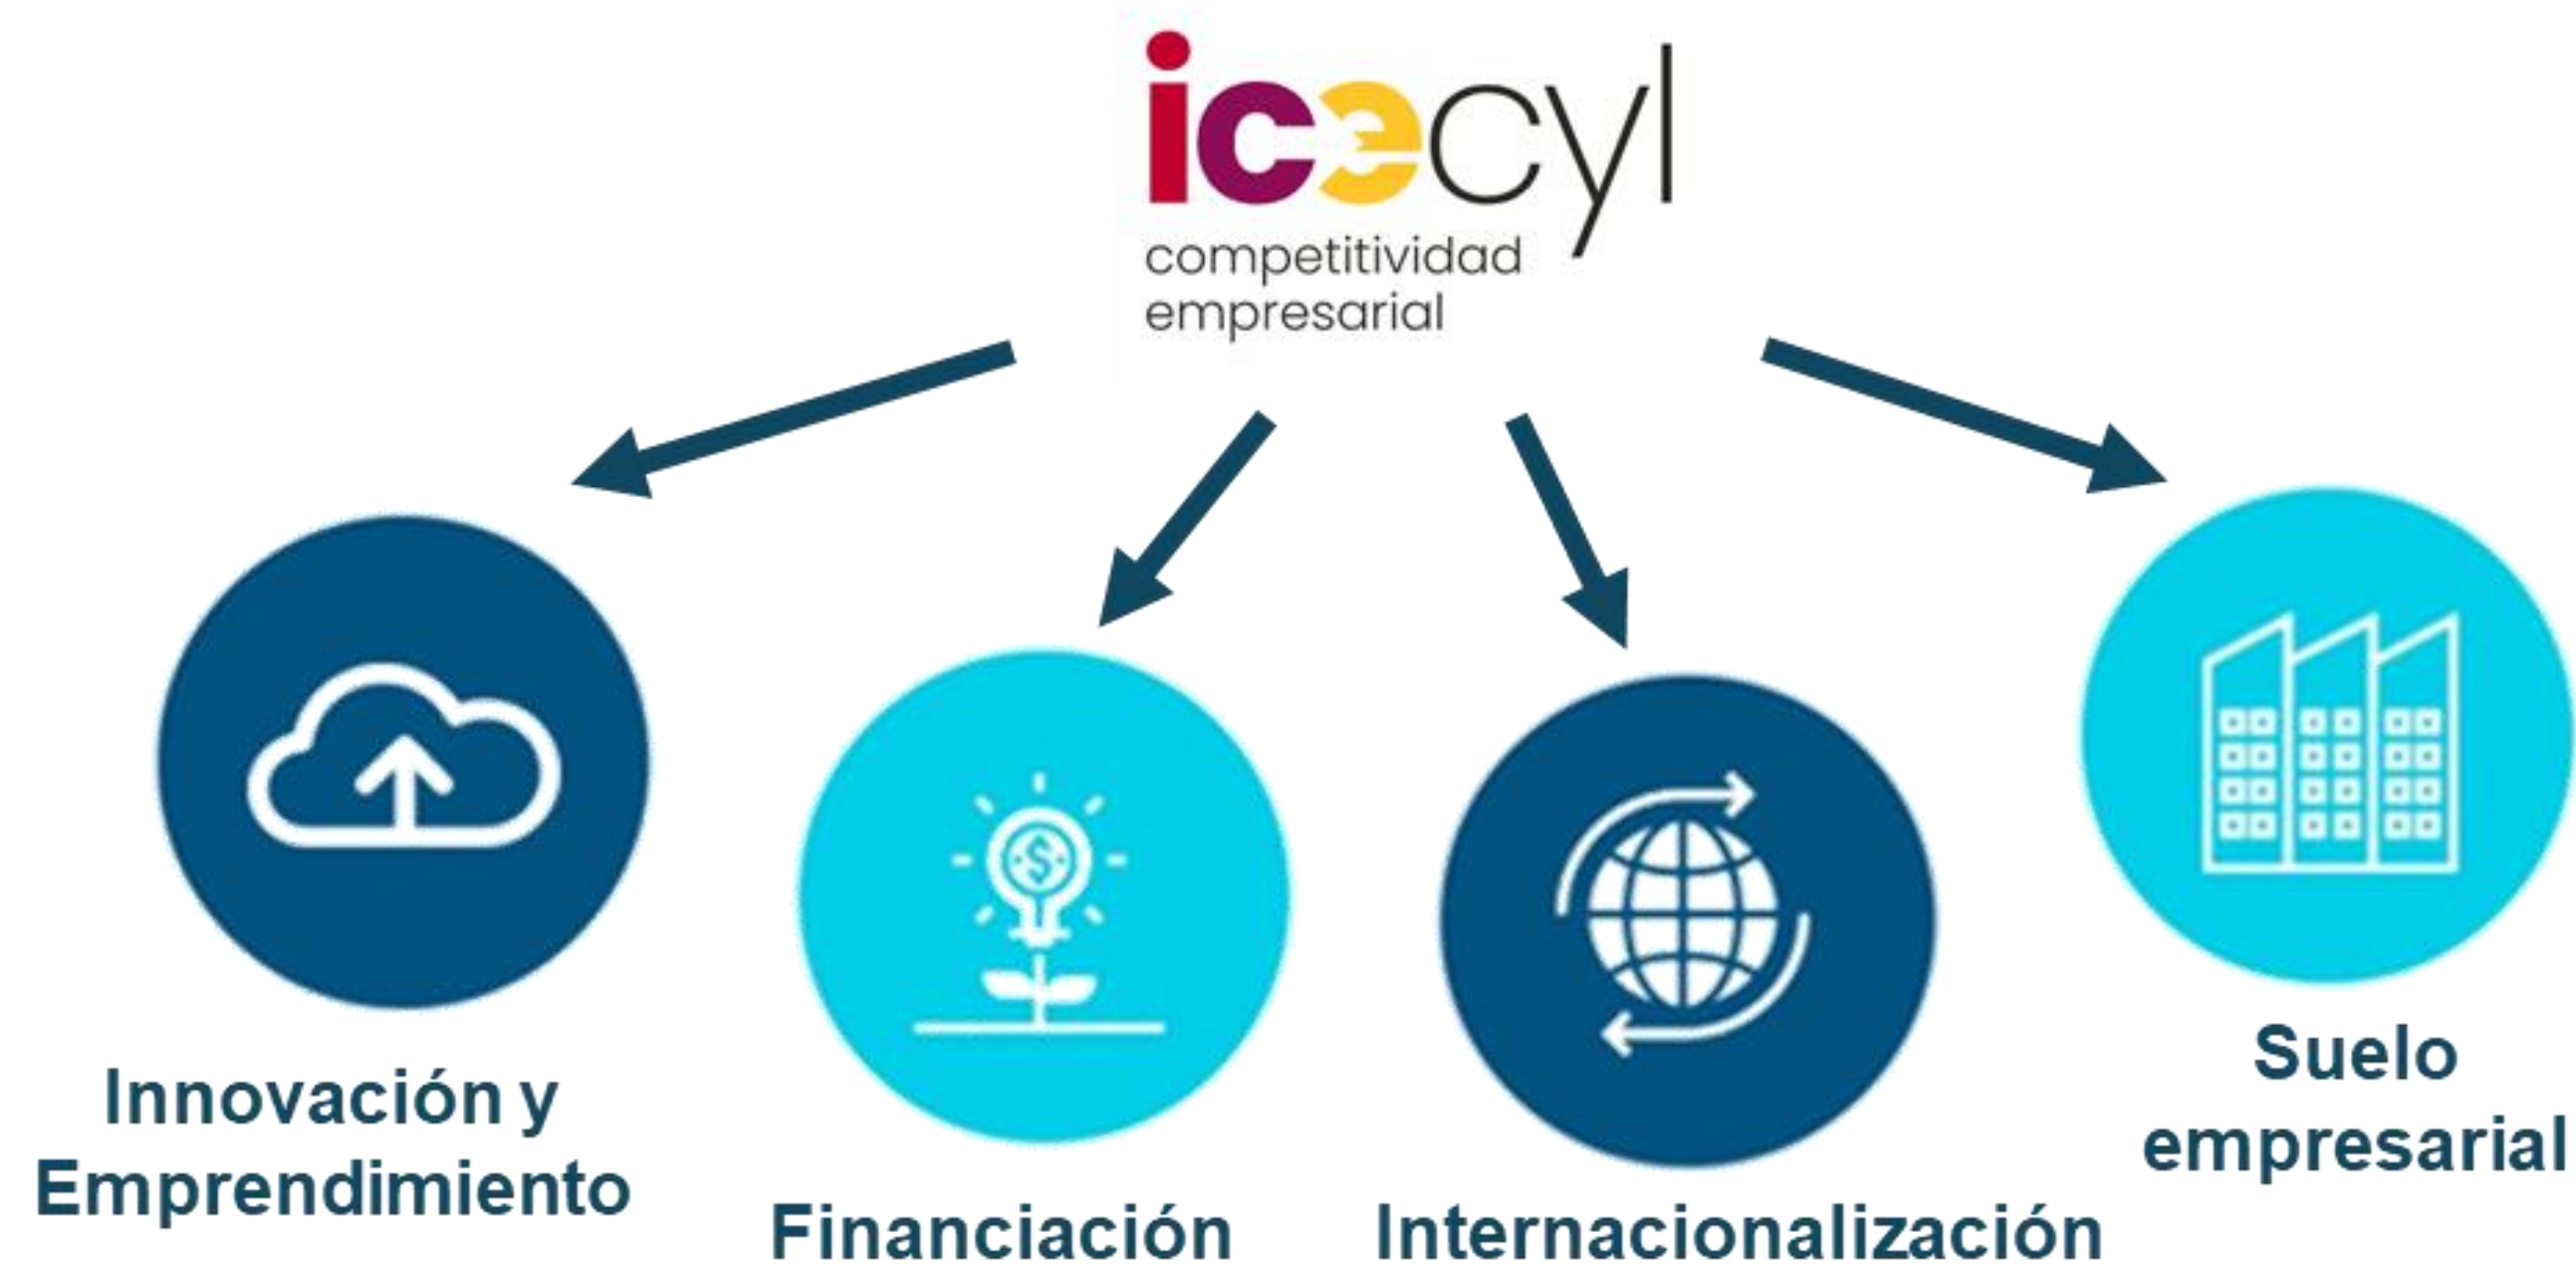 icecyl
competitividad
empresarial
Innovación y
Emprendimiento
Financiación
Internacionalización
Suelo
empresarial